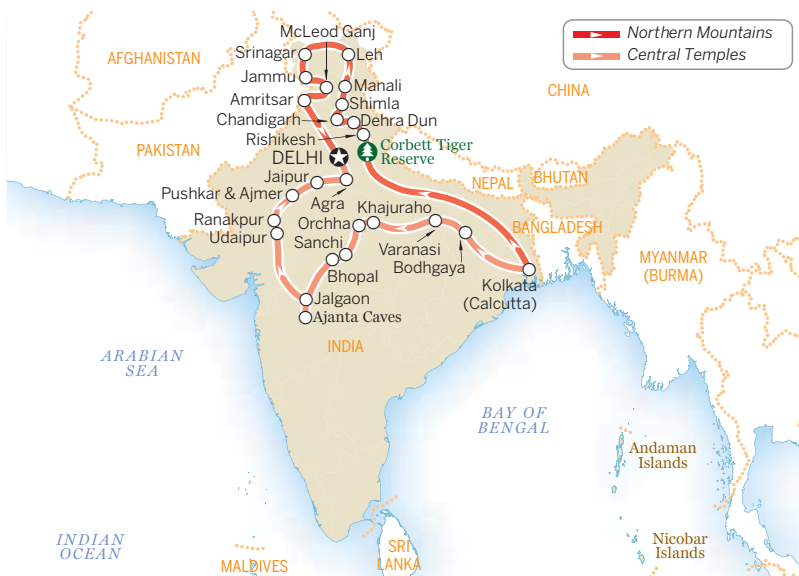 McLeod Ganj
Northern Mountains
Central Temples
AFGHANISTAN
Srinagar
Leh
Jammu
Manali
CHINA
Amritsar
Shimla
Chandigarh
Dehra Dun
Rishikesh
PAKISTAN
DELHI
Corbett Tiger
Reserve
Jaipur
NEPAL
BHUTAN
Pushkar & Ajmer
Agra
Khajuraho
Ranakpur
Orchha
BANGLADESH
Udaipur
Sanchi
Varanasi
MYANMAR
(BURMA)
Bodhgaya
Bhopal
Kolkata
(Calcutta)
Jalgaon
Ajanta Caves
INDIA
ARABIAN
SEA
BAY OF
BENGAL
Andaman
Islands
INDIAN
OCEAN
Nicobar
Islands
SRI
LANKA
MALDIVES